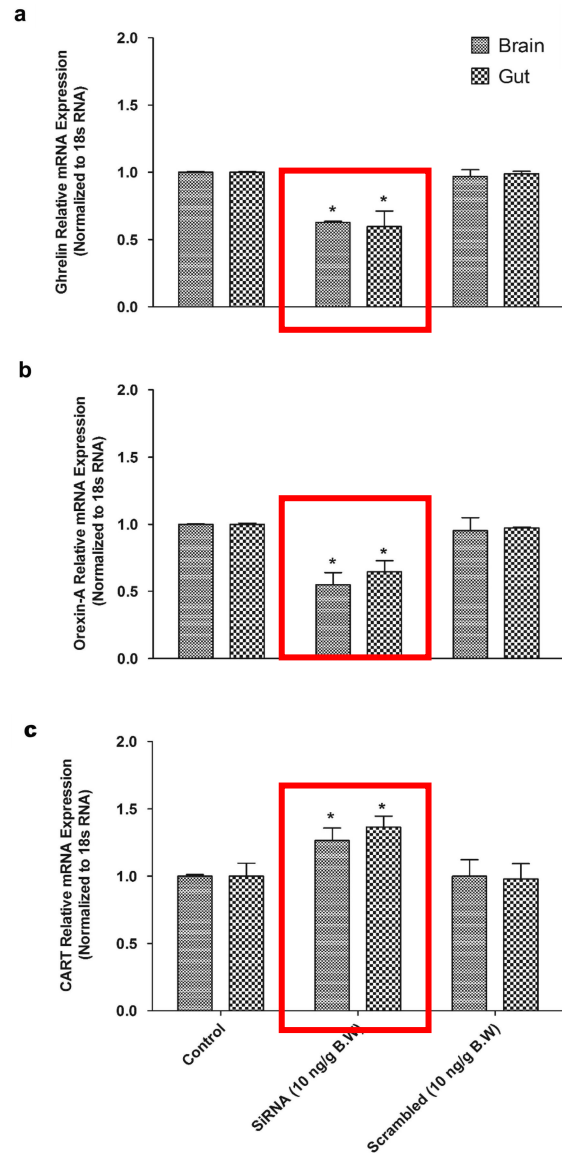 a
2.0
1.5
1.0
0.5
0.0
Ghrelin Relative mRNA Expression
(Normalized to 18s RNA)
Brain
Gut
* *
b
2.0
1.5
1.0
0.5
0.0
Orexin-A Relative mRNA Expression
(Normalized to 18s RNA)
* *
c
2.0
1.5
1.0
0.5
0.0
CART Relative mRNA Expression
(Normalized to 18s RNA)
* *
Control
SiRNA (10 ng/g B.W)
Scrambled (10 ng/g B.W)